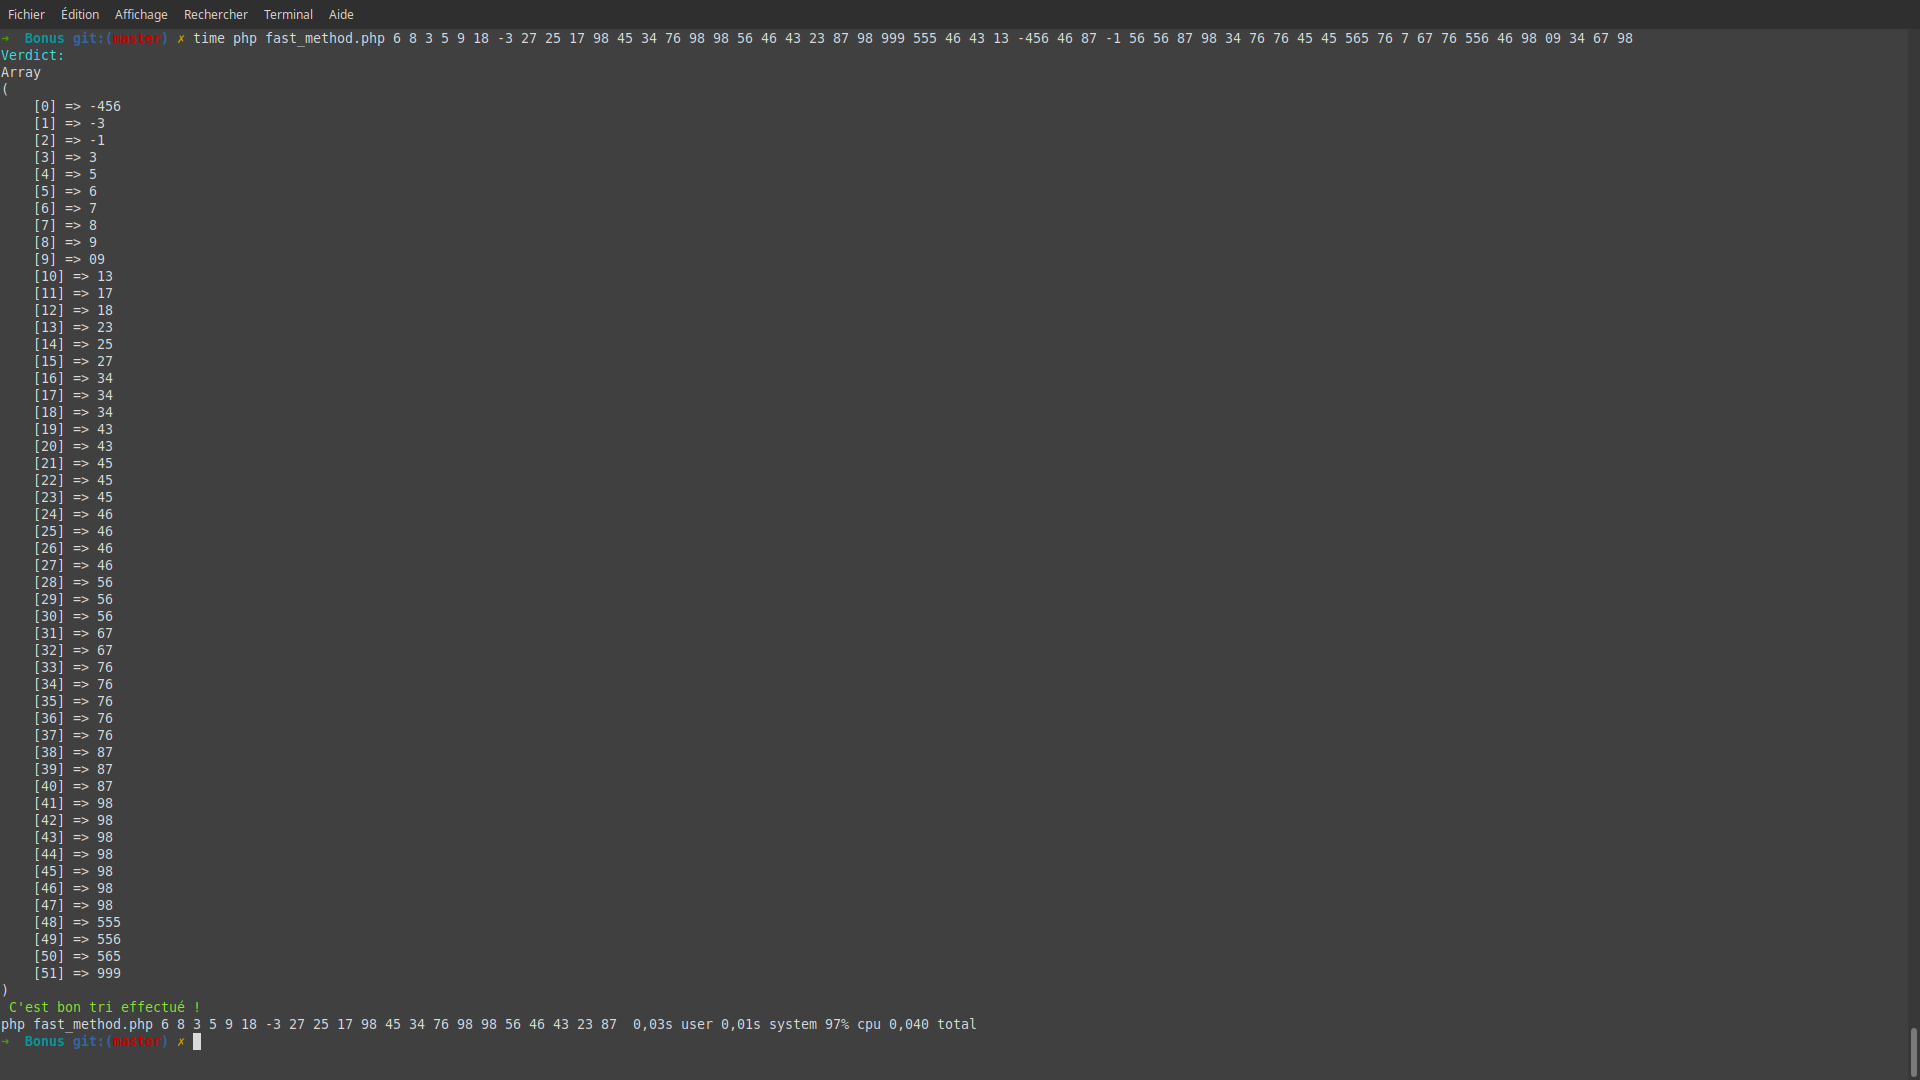 Fichier Édition Affichage Rechercher Terminal Aide
➜  Bonus git:(master) ✗ time php fast_method.php 6 8 3 5 9 18 -3 27 25 17 98 45 34 76 98 98 56 46 43 23 87 98 999 555 46 43 13 -456 46 87 -1 56 56 87 98 34 76 76 45 45 565 76 7 67 76 556 46 98 09 34 67 98
Verdict:
Array
(
    [0] => -456
    [1] => -3
    [2] => -1
    [3] => 3
    [4] => 5
    [5] => 6
    [6] => 7
    [7] => 8
    [8] => 9
    [9] => 09
    [10] => 13
    [11] => 17
    [12] => 18
    [13] => 23
    [14] => 25
    [15] => 27
    [16] => 34
    [17] => 34
    [18] => 34
    [19] => 43
    [20] => 43
    [21] => 45
    [22] => 45
    [23] => 45
    [24] => 46
    [25] => 46
    [26] => 46
    [27] => 46
    [28] => 56
    [29] => 56
    [30] => 56
    [31] => 67
    [32] => 67
    [33] => 76
    [34] => 76
    [35] => 76
    [36] => 76
    [37] => 76
    [38] => 87
    [39] => 87
    [40] => 87
    [41] => 98
    [42] => 98
    [43] => 98
    [44] => 98
    [45] => 98
    [46] => 98
    [47] => 98
    [48] => 555
    [49] => 556
    [50] => 565
    [51] => 999
)
 C'est bon tri effectué !
php fast_method.php 6 8 3 5 9 18 -3 27 25 17 98 45 34 76 98 98 56 46 43 23 87  0,03s user 0,01s system 97% cpu 0,040 total
➜  Bonus git:(master) ✗